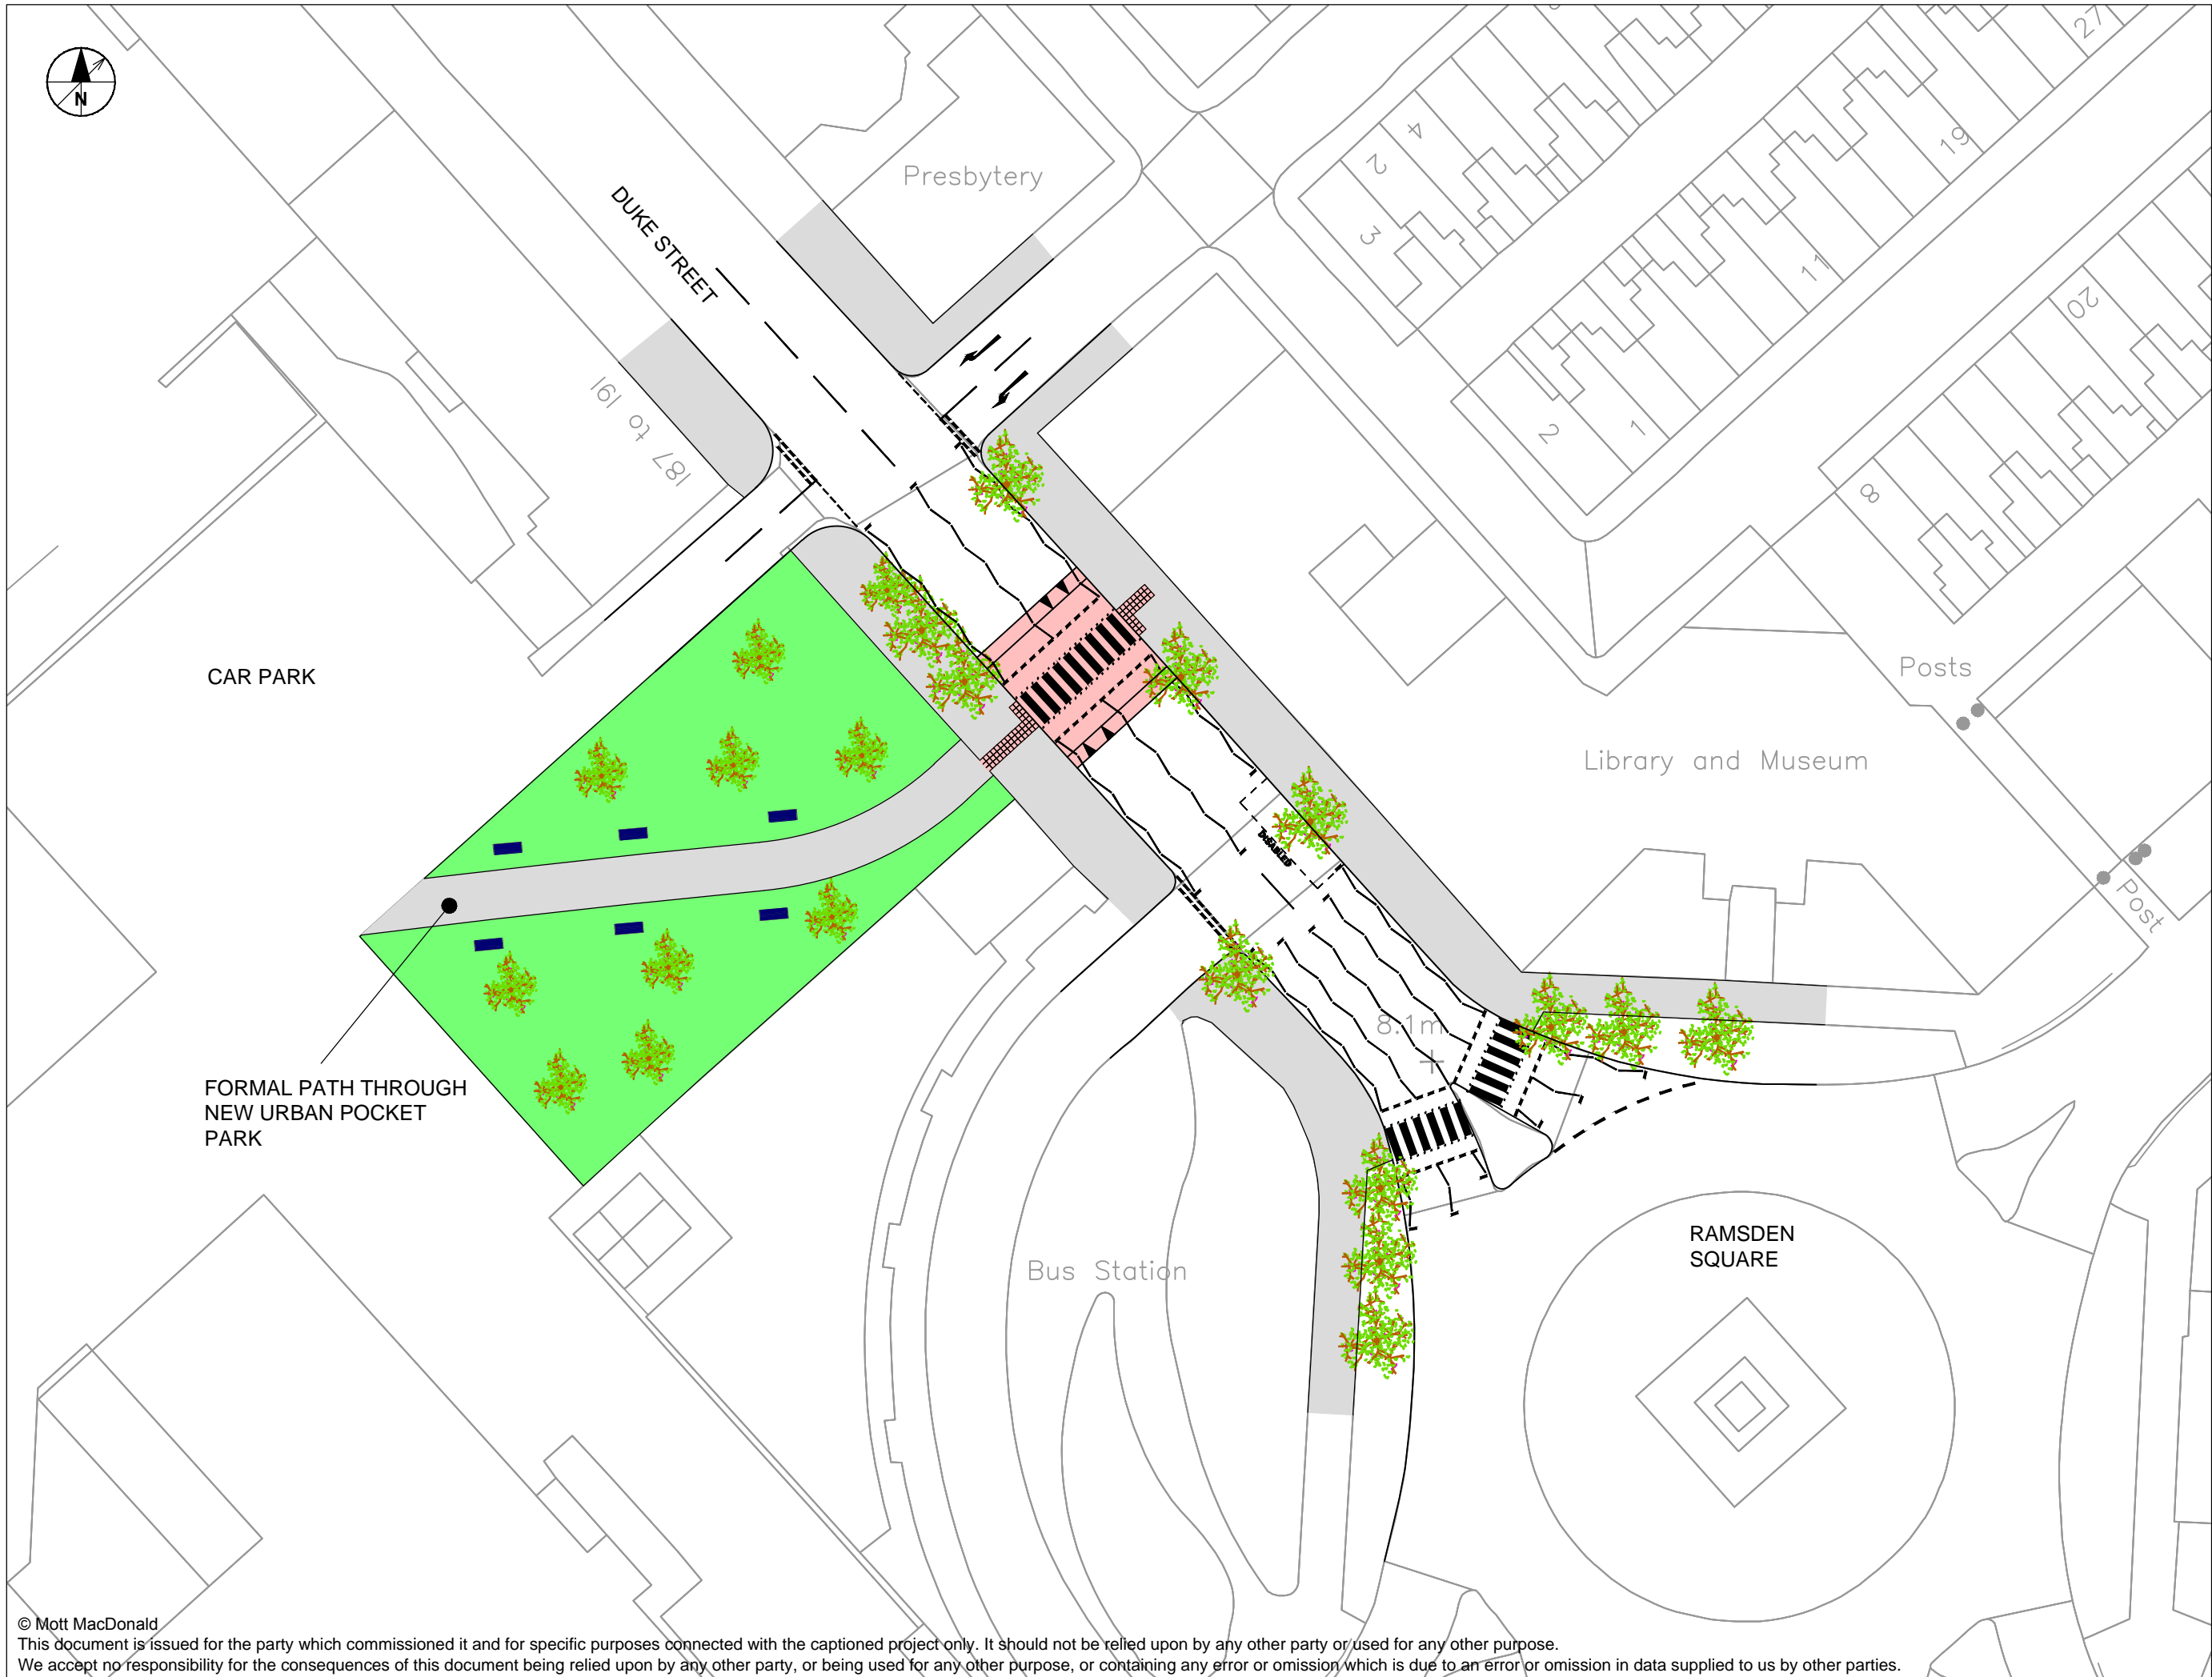 N
DUKE STREET
Presbytery
27
2
4
19
3
11
20
187 to 191
2
1
8
CAR PARK
Posts
Library and Museum
Post
8.1m
FORMAL PATH THROUGH
NEW URBAN POCKET
PARK
RAMSDEN
SQUARE
Bus Station
© Mott MacDonald
This document is issued for the party which commissioned it and for specific purposes connected with the captioned project only. It should not be relied upon by any other party or used for any other purpose.
We accept no responsibility for the consequences of this document being relied upon by any other party, or being used for any other purpose, or containing any error or omission which is due to an error or omission in data supplied to us by other parties.